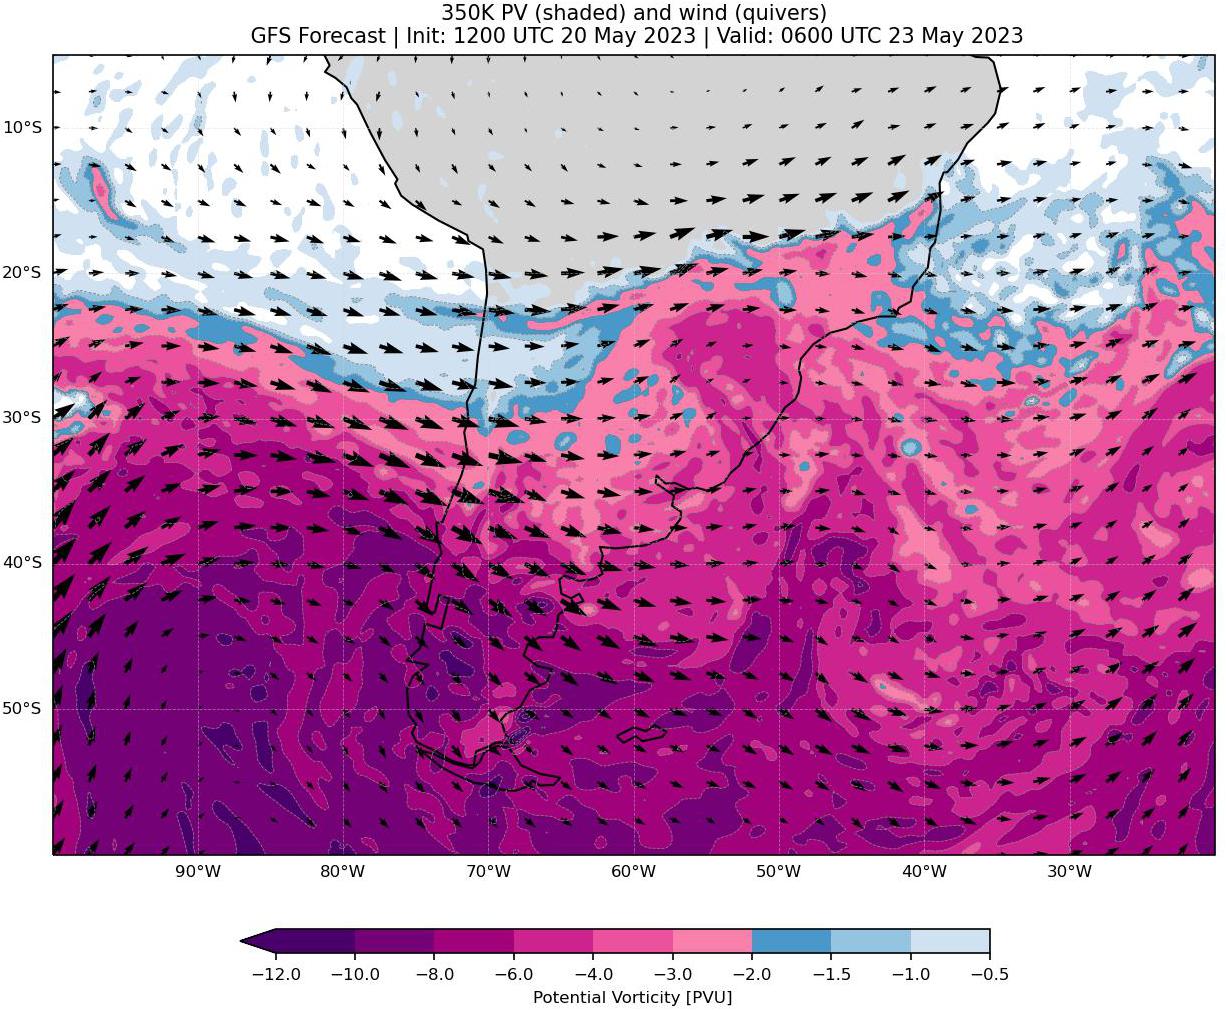 350K PV (shaded) and wind (quivers)
GFS Forecast | Init: 1200 UTC 20 May 2023 | Valid: 0600 UTC 23 May 2023
10°S
20°S
30°S
40°S
50°S
90°W 80°W 70°W 60°W 50°W 40°W 30°W
−12.0 −10.0 −8.0 −6.0 −4.0 −3.0 −2.0 −1.5 −1.0 −0.5
Potential Vorticity [PVU]